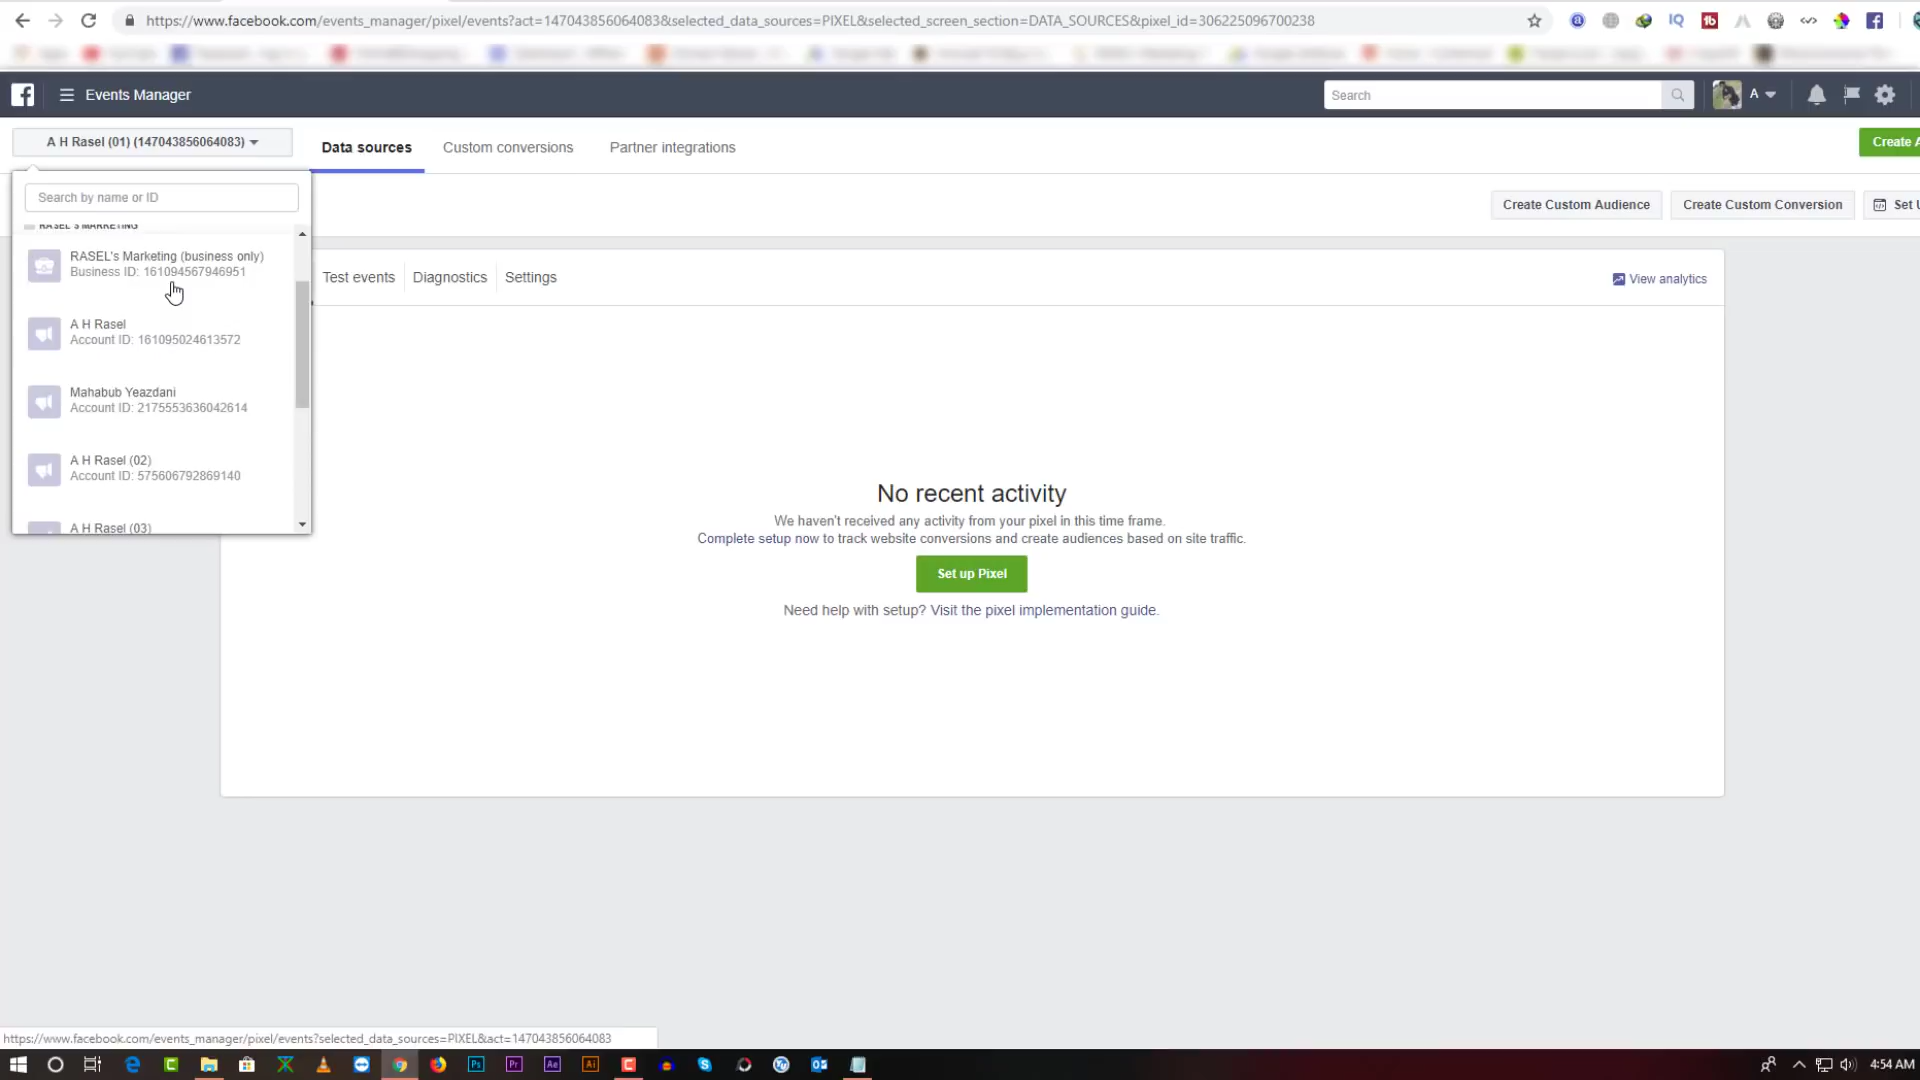 https://www.facebook.com/events_manager/pixel/events?act=147043856064083&selected_data_sources=PIXEL&selected_screen_section=DATA_SOURCES&pixel_id=306225096700238
Events Manager
Search
A
A H Rasel (01) (147043856064083)
Data sources
Custom conversions
Partner integrations
Create A
Search by name or ID
Create Custom Audience
Create Custom Conversion
Set U
RASEL'S MARKETING
RASEL's Marketing (business only)
Business ID: 161094567946951
Test events
Diagnostics
Settings
View analytics
A H Rasel
Account ID: 161095024613572
Mahabub Yeazdani
Account ID: 2175553636042614
A H Rasel (02)
Account ID: 575606792869140
A H Rasel (03)
No recent activity
We haven't received any activity from your pixel in this time frame.
Complete setup now to track website conversions and create audiences based on site traffic.
Set up Pixel
Need help with setup? Visit the pixel implementation guide.
https://www.facebook.com/events_manager/pixel/events?selected_data_sources=PIXEL&act=147043856064083
4:54 AM